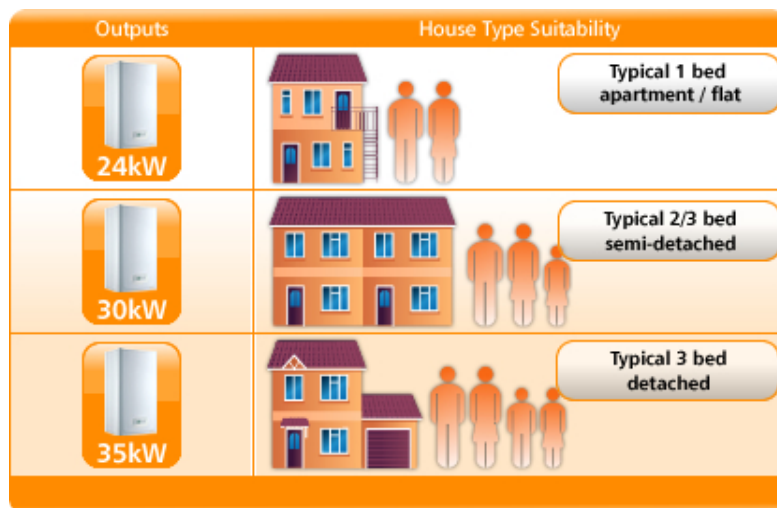 Outputs
House Type Suitability
24kW
Typical 1 bed
apartment / flat
30kW
Typical 2/3 bed
semi-detached
35kW
Typical 3 bed
detached